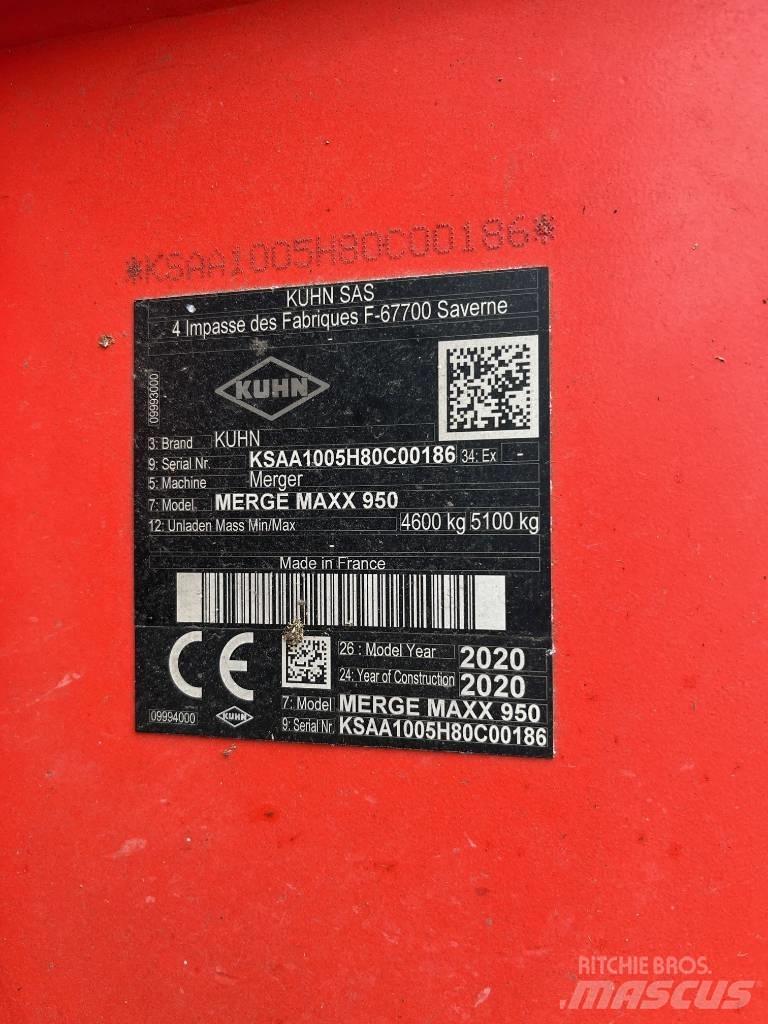 *KSAA1005H80C00186*
KUHN SAS
4 Impasse des Fabriques F-67700 Saverne
09993000
KUHN
3: Brand KUHN
9: Serial Nr. KSAA1005H80C00186 34: Ex -
5: Machine Merger
7: Model MERGE MAXX 950
12: Unladen Mass Min/Max 4600 kg 5100 kg
-
Made in France
CE
26 : Model Year 2020
24: Year of Construction 2020
7: Model MERGE MAXX 950
09994000 KUHN 9: Serial Nr. KSAA1005H80C00186
RITCHIE BROS.
MASCUS